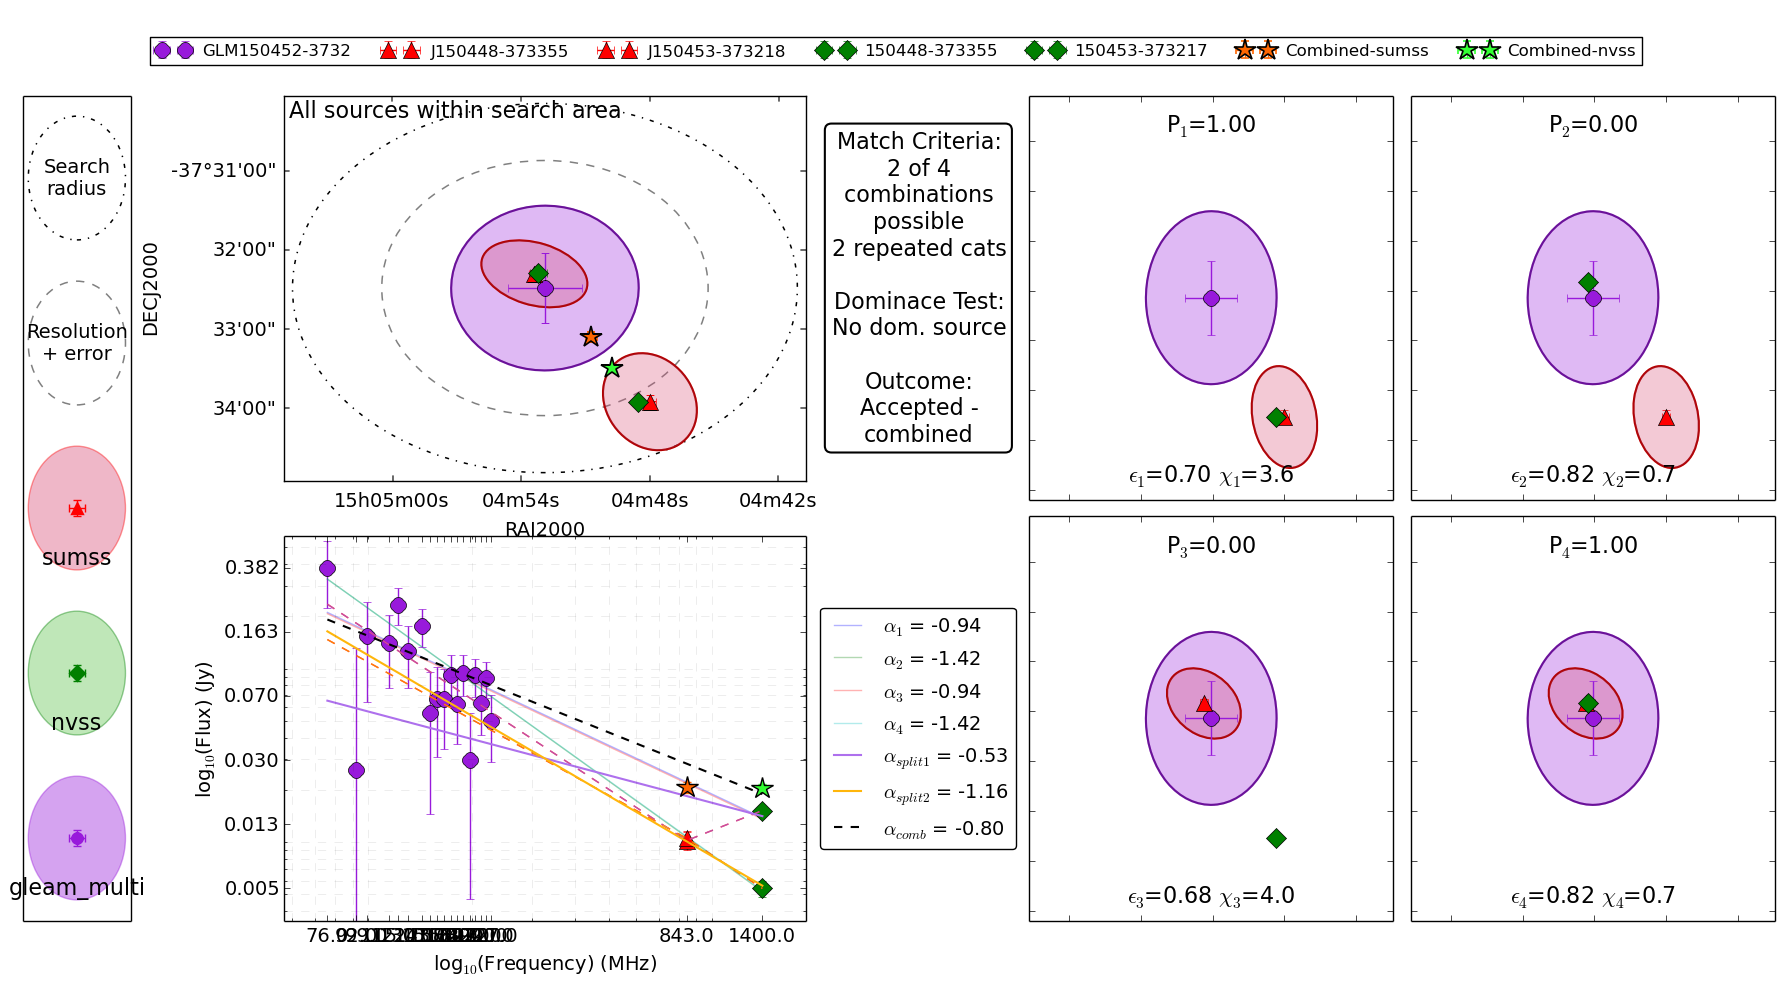 GLM150452-3732 J150448-373355 J150453-373218 150448-373355 150453-373217 Combined-sumss Combined-nvss
Search
radius
Resolution
+ error
sumss
nvss
gleam_multi
All sources within search area
DECJ2000
-37°31'00"
32'00"
33'00"
34'00"
15h05m00s 04m54s 04m48s 04m42s
RAJ2000
Match Criteria:
2 of 4
combinations
possible
2 repeated cats
Dominace Test:
No dom. source
Outcome:
Accepted -
combined
P1=1.00
ϵ1=0.70 χ1=3.6
P2=0.00
ϵ2=0.82 χ2=0.7
P3=0.00
ϵ3=0.68 χ3=4.0
P4=1.00
ϵ4=0.82 χ4=0.7
log10(Flux) (Jy)
0.382
0.163
0.070
0.030
0.013
0.005
843.0 1400.0
log10(Frequency) (MHz)
α1 = -0.94
α2 = -1.42
α3 = -0.94
α4 = -1.42
αsplit1 = -0.53
αsplit2 = -1.16
αcomb = -0.80